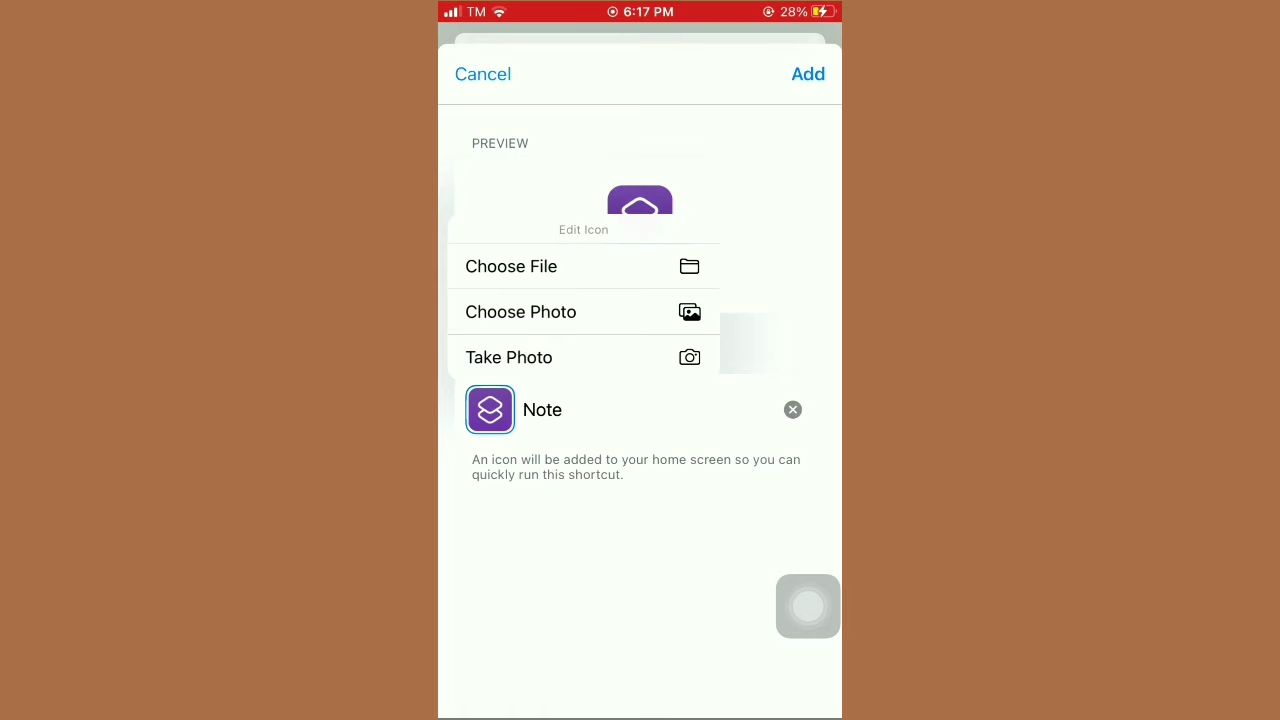 TM 6:17 PM 28%
Cancel Add
PREVIEW
Edit Icon
Choose File
Choose Photo
Take Photo
Note
An icon will be added to your home screen so you can
quickly run this shortcut.